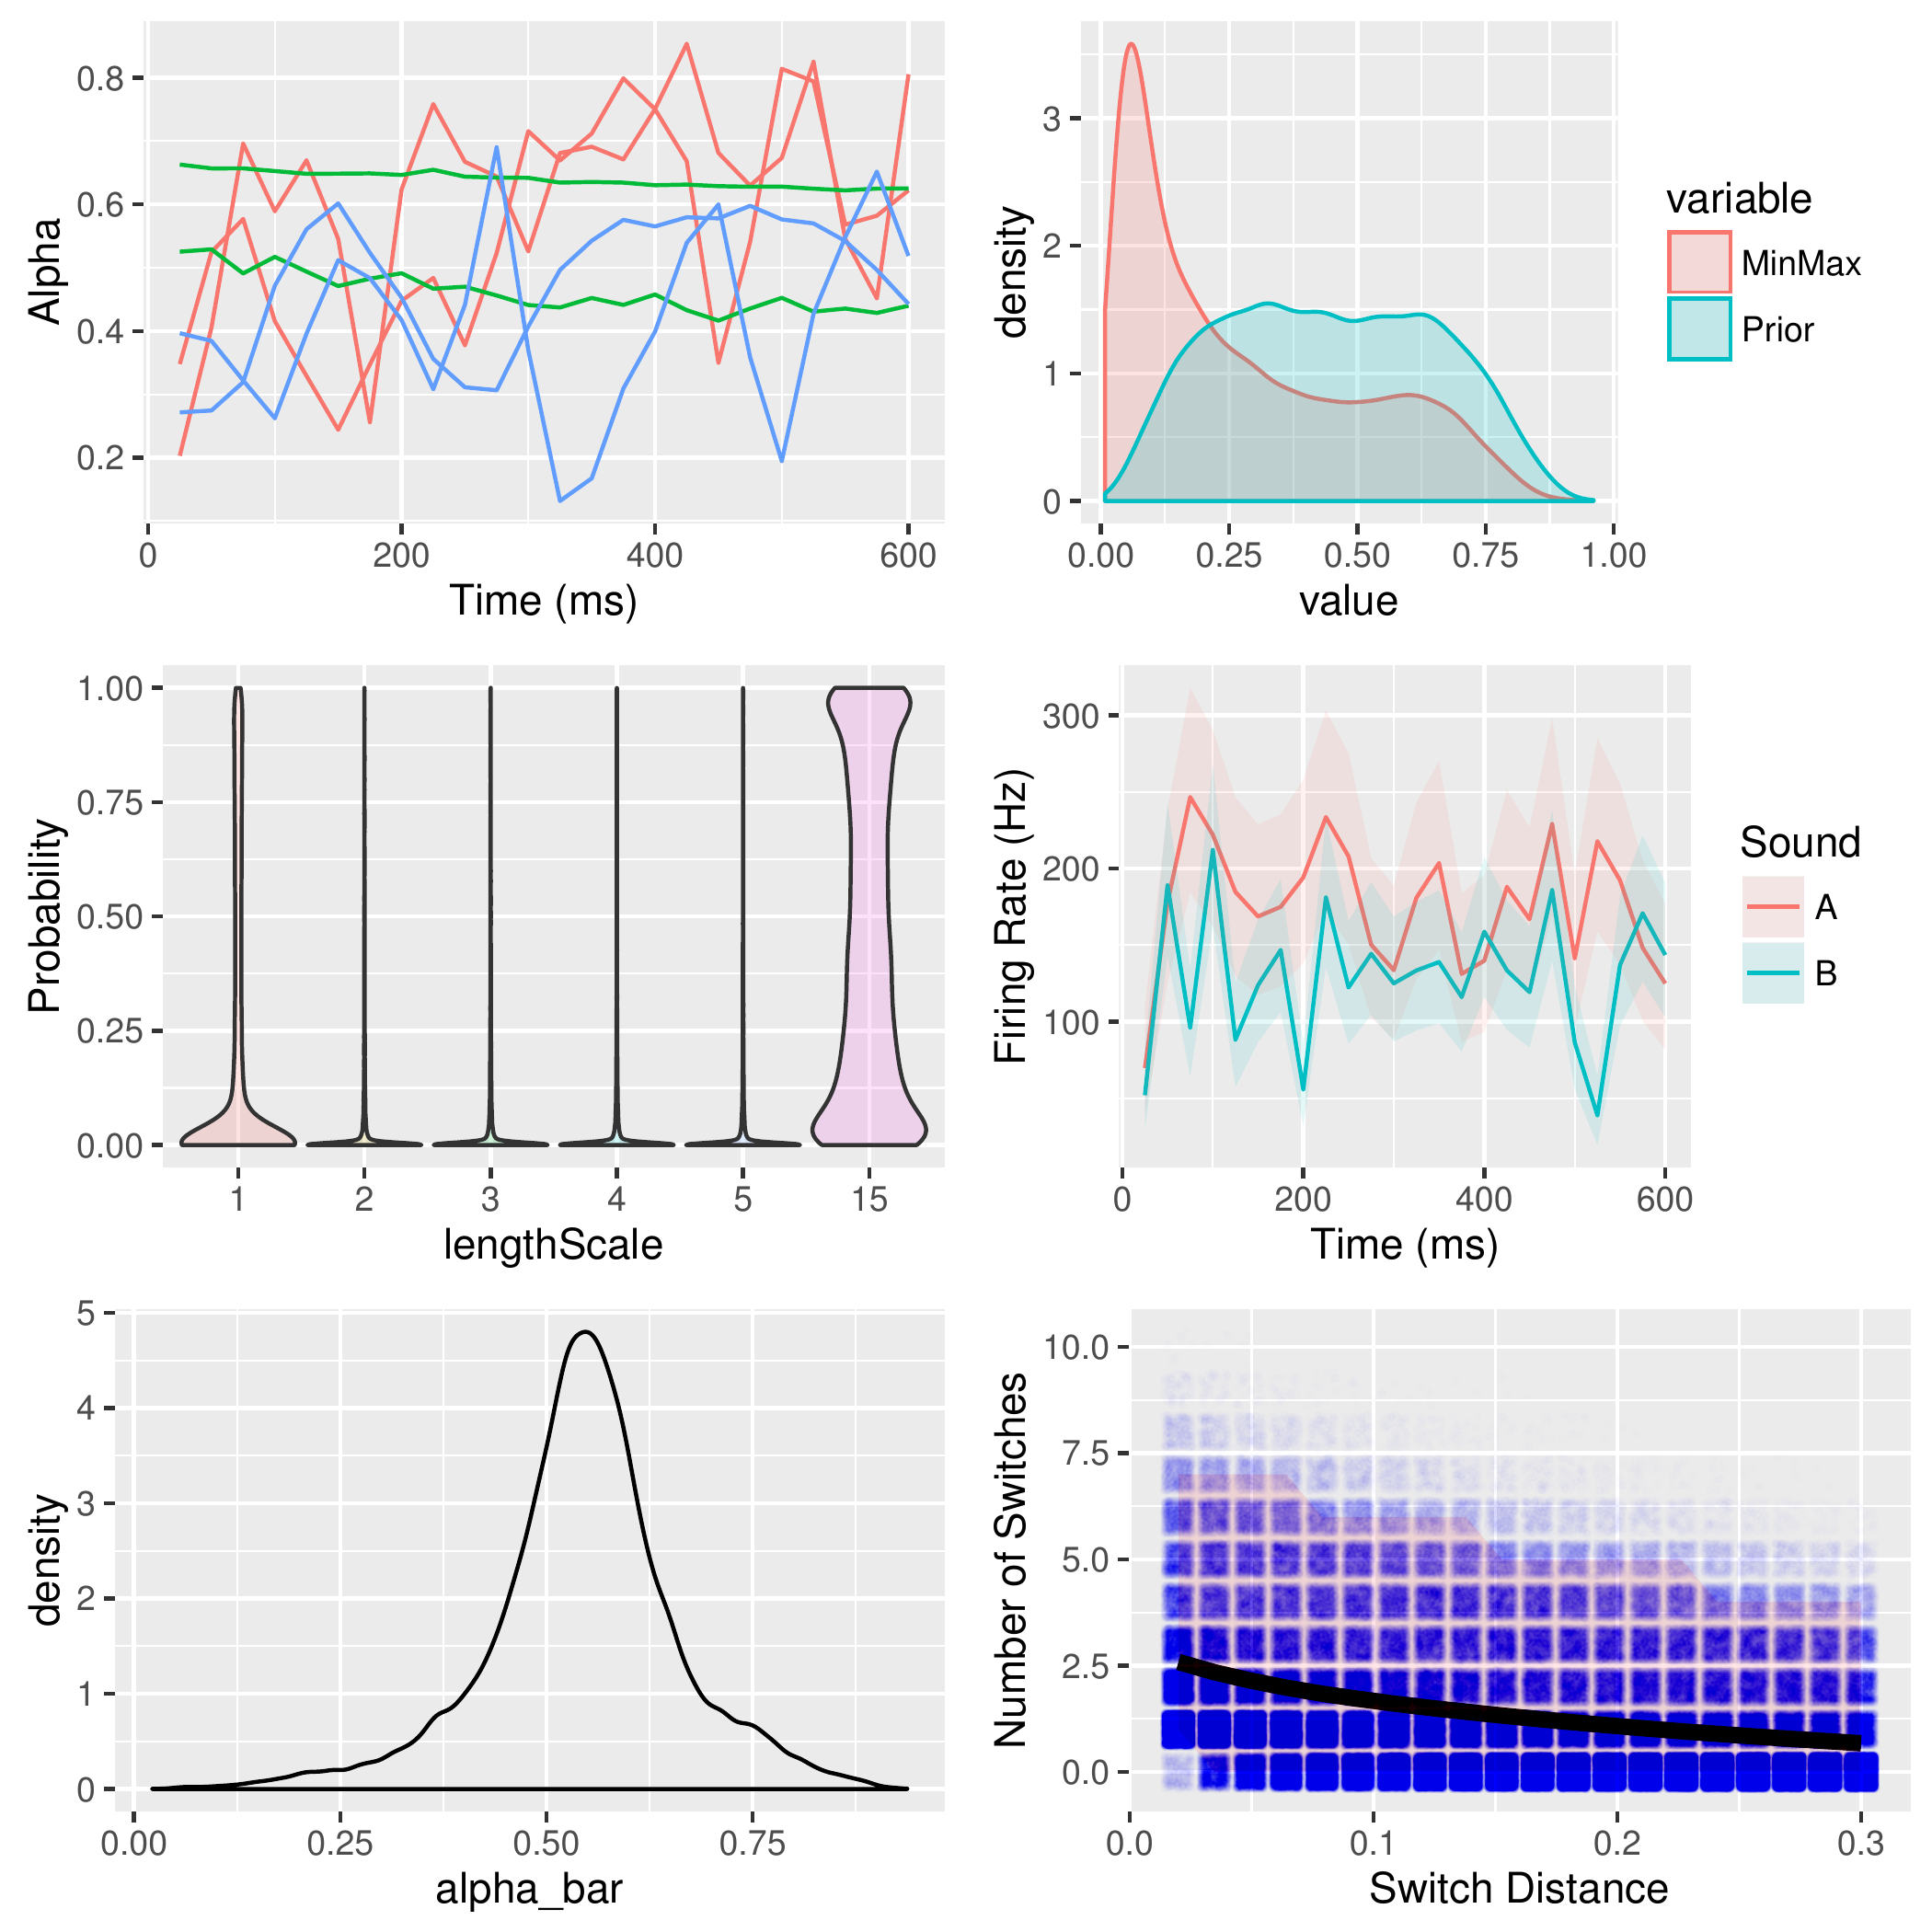 Alpha
0.8
0.6
0.4
0.2
0 200 400 600
Time (ms)
density
3
2
1
0
0.00 0.25 0.50 0.75 1.00
value
variable
MinMax
Prior
Probability
1.00
0.75
0.50
0.25
0.00
1 2 3 4 5 15
lengthScale
Firing Rate (Hz)
300
200
100
0 200 400 600
Time (ms)
Sound
A
B
density
5
4
3
2
1
0
0.00 0.25 0.50 0.75
alpha_bar
Number of Switches
10.0
7.5
5.0
2.5
0.0
0.0 0.1 0.2 0.3
Switch Distance